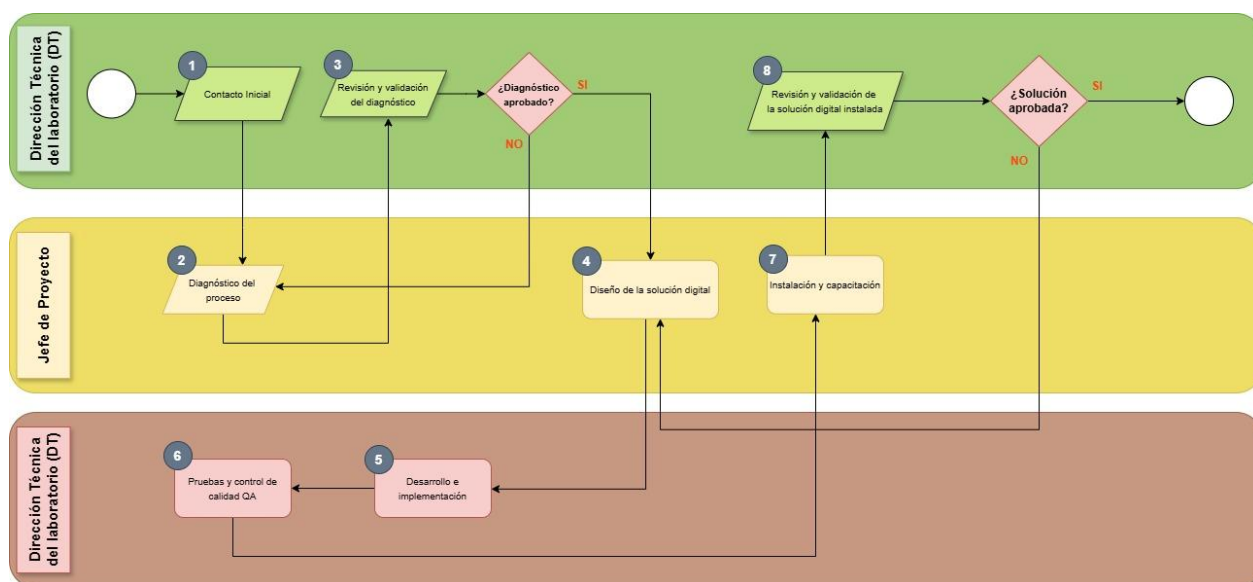 Dirección Técnica
del laboratorio (DT)
1
Contacto Inicial
3
Revisión y validación
del diagnóstico
¿Diagnóstico
aprobado?
SI
NO
8
Revisión y validación de
la solución digital instalada
¿Solución
aprobada?
SI
NO
Jefe de Proyecto
2
Diagnóstico del
proceso
4
Diseño de la solución digital
7
Instalación y capacitación
Dirección Técnica
del laboratorio (DT)
6
Pruebas y control de
calidad QA
5
Desarrollo e
implementación